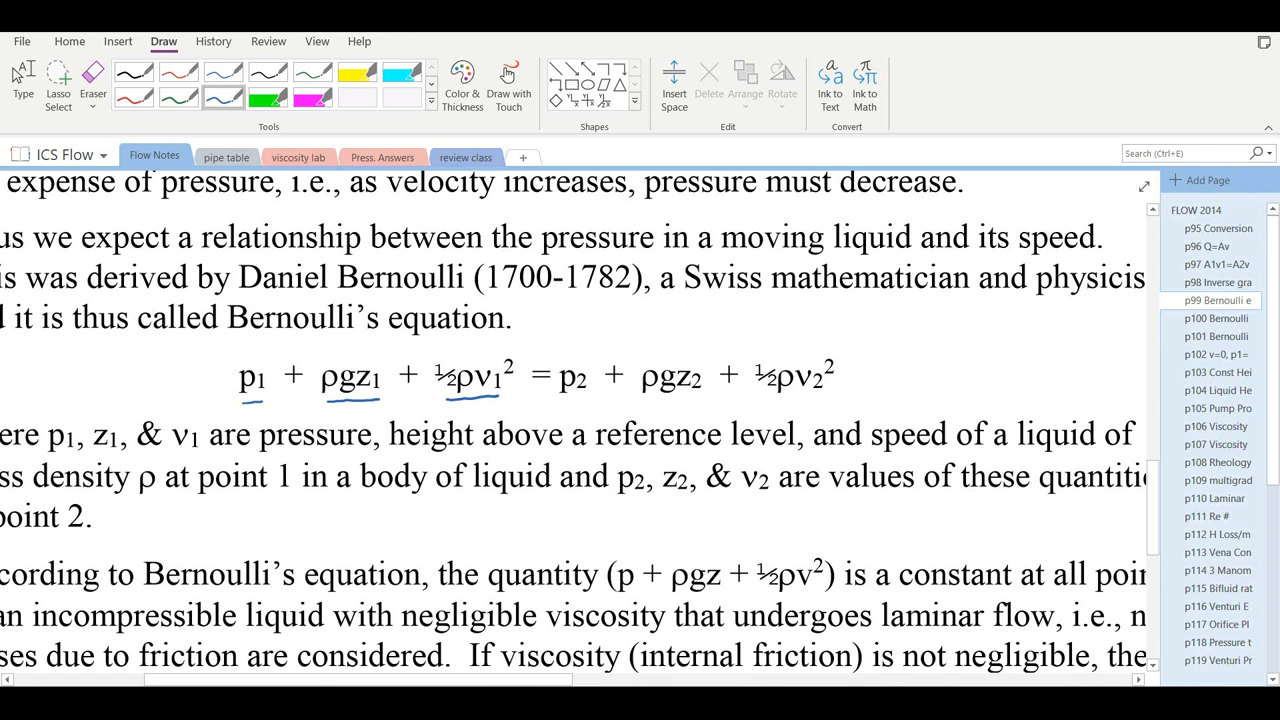 File Home Insert Draw History Review View Help
Type Lasso Select Eraser Color & Thickness Draw with Touch Insert Space Delete Arrange Rotate Ink to Text Ink to Math
Tools Shapes Edit Convert
ICS Flow Flow Notes pipe table viscosity lab Press. Answers review class + Search (Ctrl+E)
expense of pressure, i.e., as velocity increases, pressure must decrease.
us we expect a relationship between the pressure in a moving liquid and its speed.
is was derived by Daniel Bernoulli (1700-1782), a Swiss mathematician and physicis
d it is thus called Bernoulli's equation.
p₁ + ρgz₁ + ½ρv₁² = p₂ + ρgz₂ + ½ρv₂²
ere p₁, z₁, & v₁ are pressure, height above a reference level, and speed of a liquid of
ss density ρ at point 1 in a body of liquid and p₂, z₂, & v₂ are values of these quantitie
point 2.
cording to Bernoulli's equation, the quantity (p + ρgz + ½ρv²) is a constant at all poin
an incompressible liquid with negligible viscosity that undergoes laminar flow, i.e., n
ses due to friction are considered. If viscosity (internal friction) is not negligible, the
Add Page
FLOW 2014
p95 Conversion
p96 Q=Av
p97 A1v1=A2v
p98 Inverse gra
p99 Bernoulli e
p100 Bernoulli
p101 Bernoulli
p102 v=0, p1=
p103 Const Hei
p104 Liquid He
p105 Pump Pro
p106 Viscosity
p107 Viscosity
p108 Rheology
p109 multigrad
p110 Laminar
p111 Re #
p112 H Loss/m
p113 Vena Con
p114 3 Manom
p115 Bifluid rat
p116 Venturi E
p117 Orifice Pl
p118 Pressure t
p119 Venturi Pr